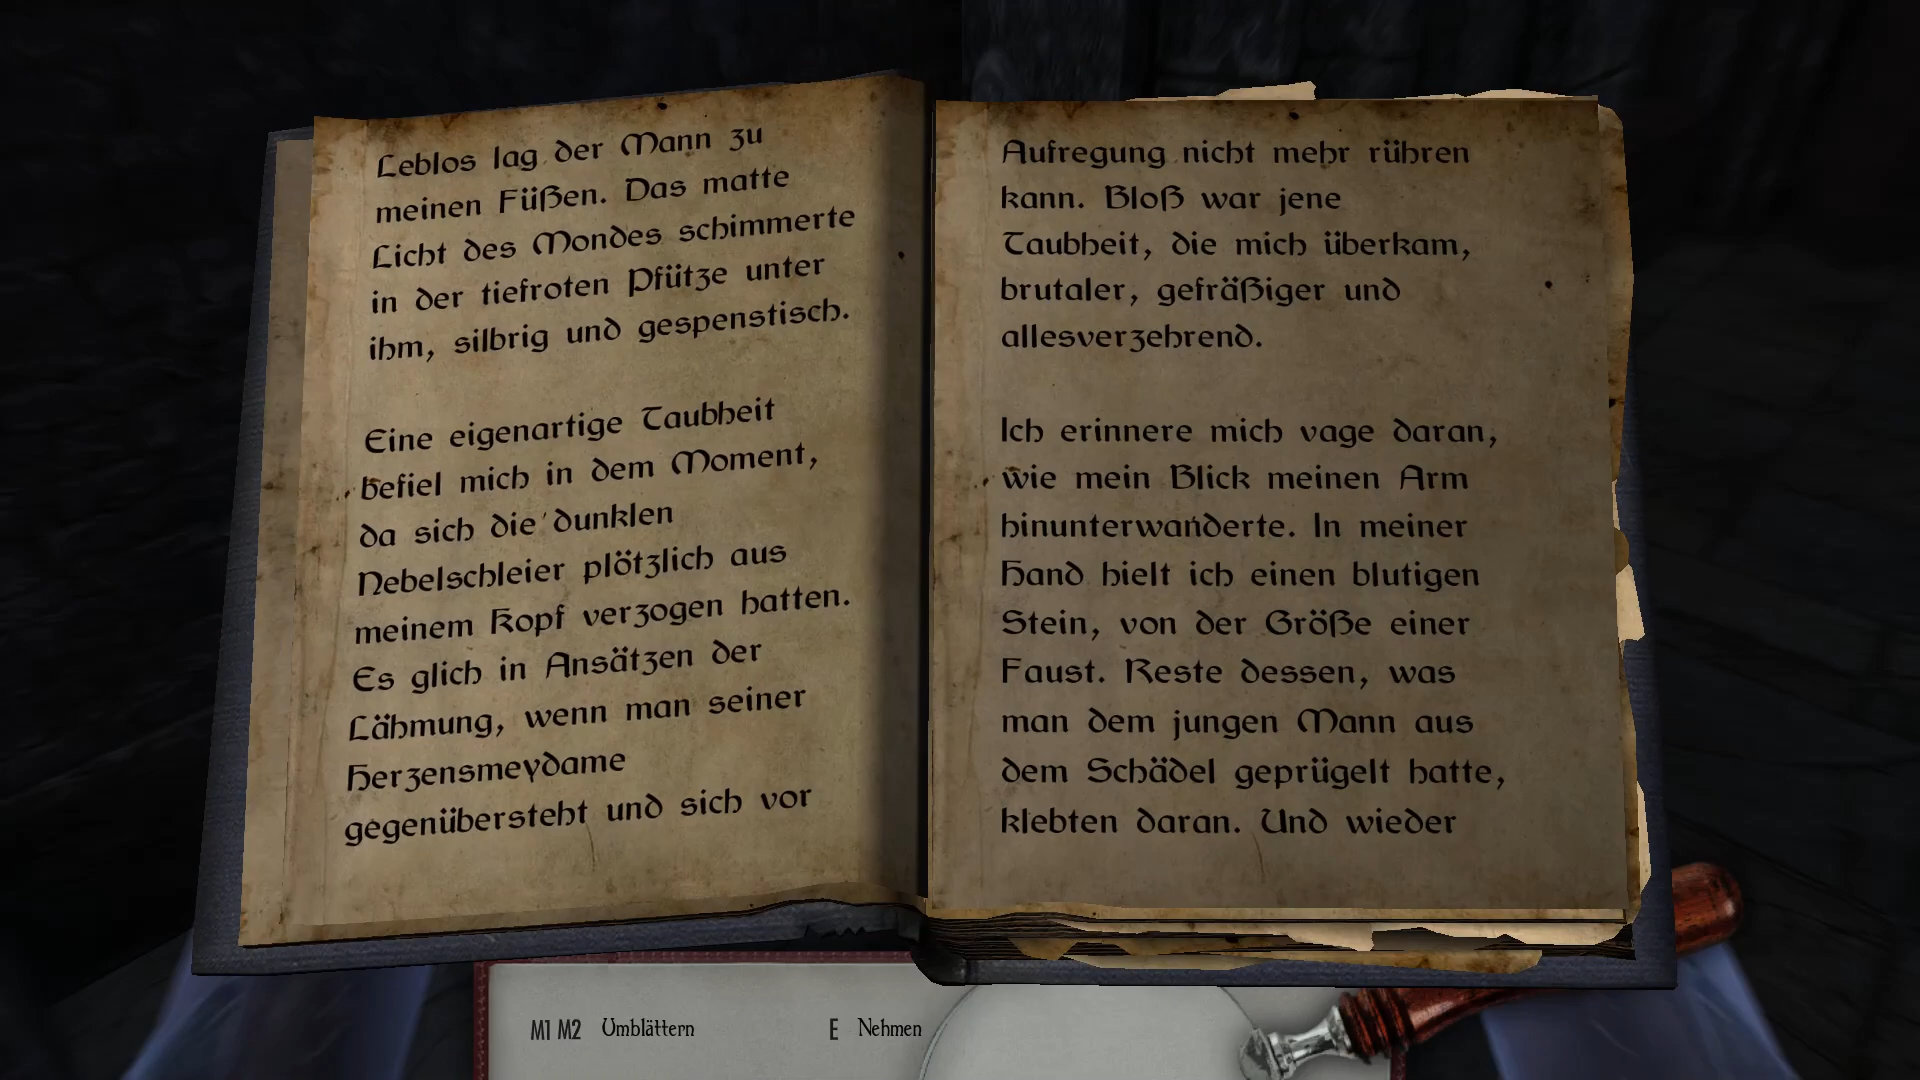 Leblos lag der Mann zu
meinen Füßen. Das matte
Licht des Mondes schimmerte
in der tiefroten Pfütze unter
ihm, silbrig und gespenstisch.
Eine eigenartige Taubheit
befiel mich in dem Moment,
da sich die dunklen
Nebelschleier plötzlich aus
meinem Kopf verzogen hatten.
Es glich in Ansätzen der
Lähmung, wenn man seiner
Herzensmeydame
gegenübersteht und sich vor
Aufregung nicht mehr rühren
kann. Bloß war jene
Taubheit, die mich überkam,
brutaler, gefräßiger und
allesverzehrend.
Ich erinnere mich vage daran,
wie mein Blick meinen Arm
hinunterwanderte. In meiner
Hand hielt ich einen blutigen
Stein, von der Größe einer
Faust. Reste dessen, was
man dem jungen Mann aus
dem Schädel geprügelt hatte,
klebten daran. Und wieder
M1 M2 Umblättern E Nehmen